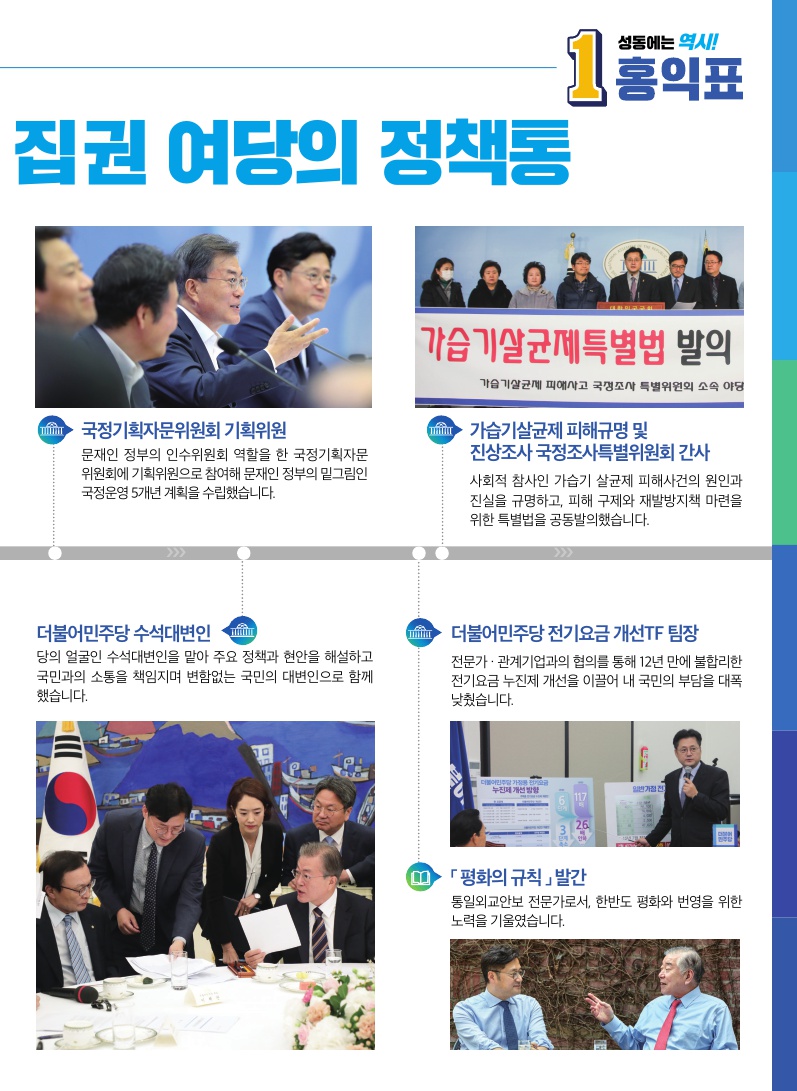 성동에는 역시!
1 홍익표
집권 여당의 정책통
가습기살균제특별법 발의
가습기살균제 피해사고 국정조사 특별위원회 소속 야당
국정기획자문위원회 기획위원
문재인 정부의 인수위원회 역할을 한 국정기획자문
위원회에 기획위원으로 참여해 문재인 정부의 밑그림인
국정운영 5개년 계획을 수립했습니다.
가습기살균제 피해규명 및
진상조사 국정조사특별위원회 간사
사회적 참사인 가습기 살균제 피해사건의 원인과
진실을 규명하고, 피해 구제와 재발방지책 마련을
위한 특별법을 공동발의했습니다.
더불어민주당 수석대변인
당의 얼굴인 수석대변인을 맡아 주요 정책과 현안을 해설하고
국민과의 소통을 책임지며 변함없는 국민의 대변인으로 함께
했습니다.
더불어민주당 전기요금 개선TF 팀장
전문가 · 관계기업과의 협의를 통해 12년 만에 불합리한
전기요금 누진제 개선을 이끌어 내 국민의 부담을 대폭
낮췄습니다.
더불어민주당 가정용 전기요금
누진제 개선 방향
「 평화의 규칙 」 발간
통일외교안보 전문가로서, 한반도 평화와 번영을 위한
노력을 기울였습니다.